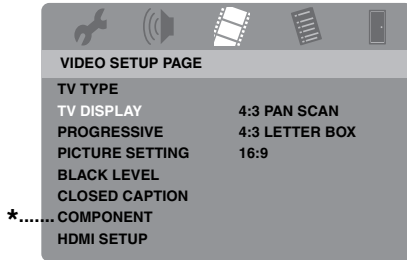 VIDEO SETUP PAGE
TV TYPE
TV DISPLAY 4:3 PAN SCAN
PROGRESSIVE 4:3 LETTER BOX
PICTURE SETTING 16:9
BLACK LEVEL
CLOSED CAPTION
*....... COMPONENT
HDMI SETUP